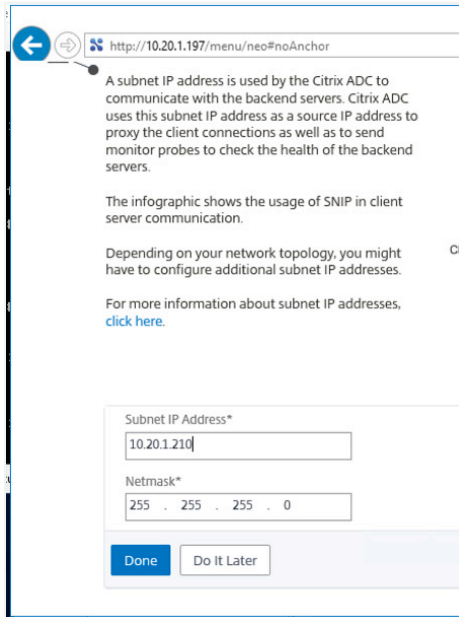 http://10.20.1.197/menu/neo#noAnchor
A subnet IP address is used by the Citrix ADC to
communicate with the backend servers. Citrix ADC
uses this subnet IP address as a source IP address to
proxy the client connections as well as to send
monitor probes to check the health of the backend
servers.
The infographic shows the usage of SNIP in client
server communication.
Depending on your network topology, you might
have to configure additional subnet IP addresses.
For more information about subnet IP addresses,
click here.
Subnet IP Address*
10.20.1.210
Netmask*
255 . 255 . 255 . 0
Done Do It Later